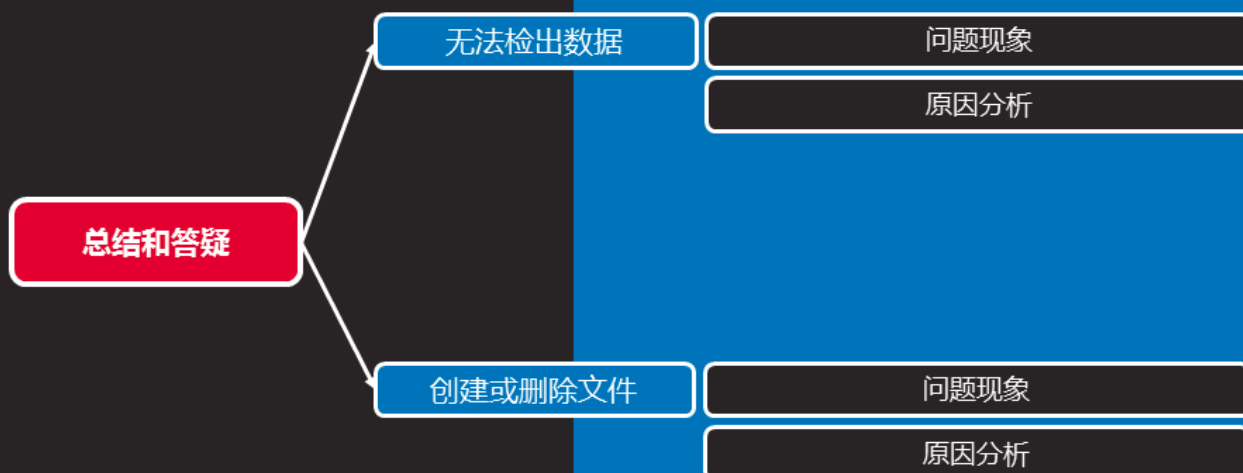 无法检出数据
问题现象
原因分析
总结和答疑
创建或删除文件
问题现象
原因分析